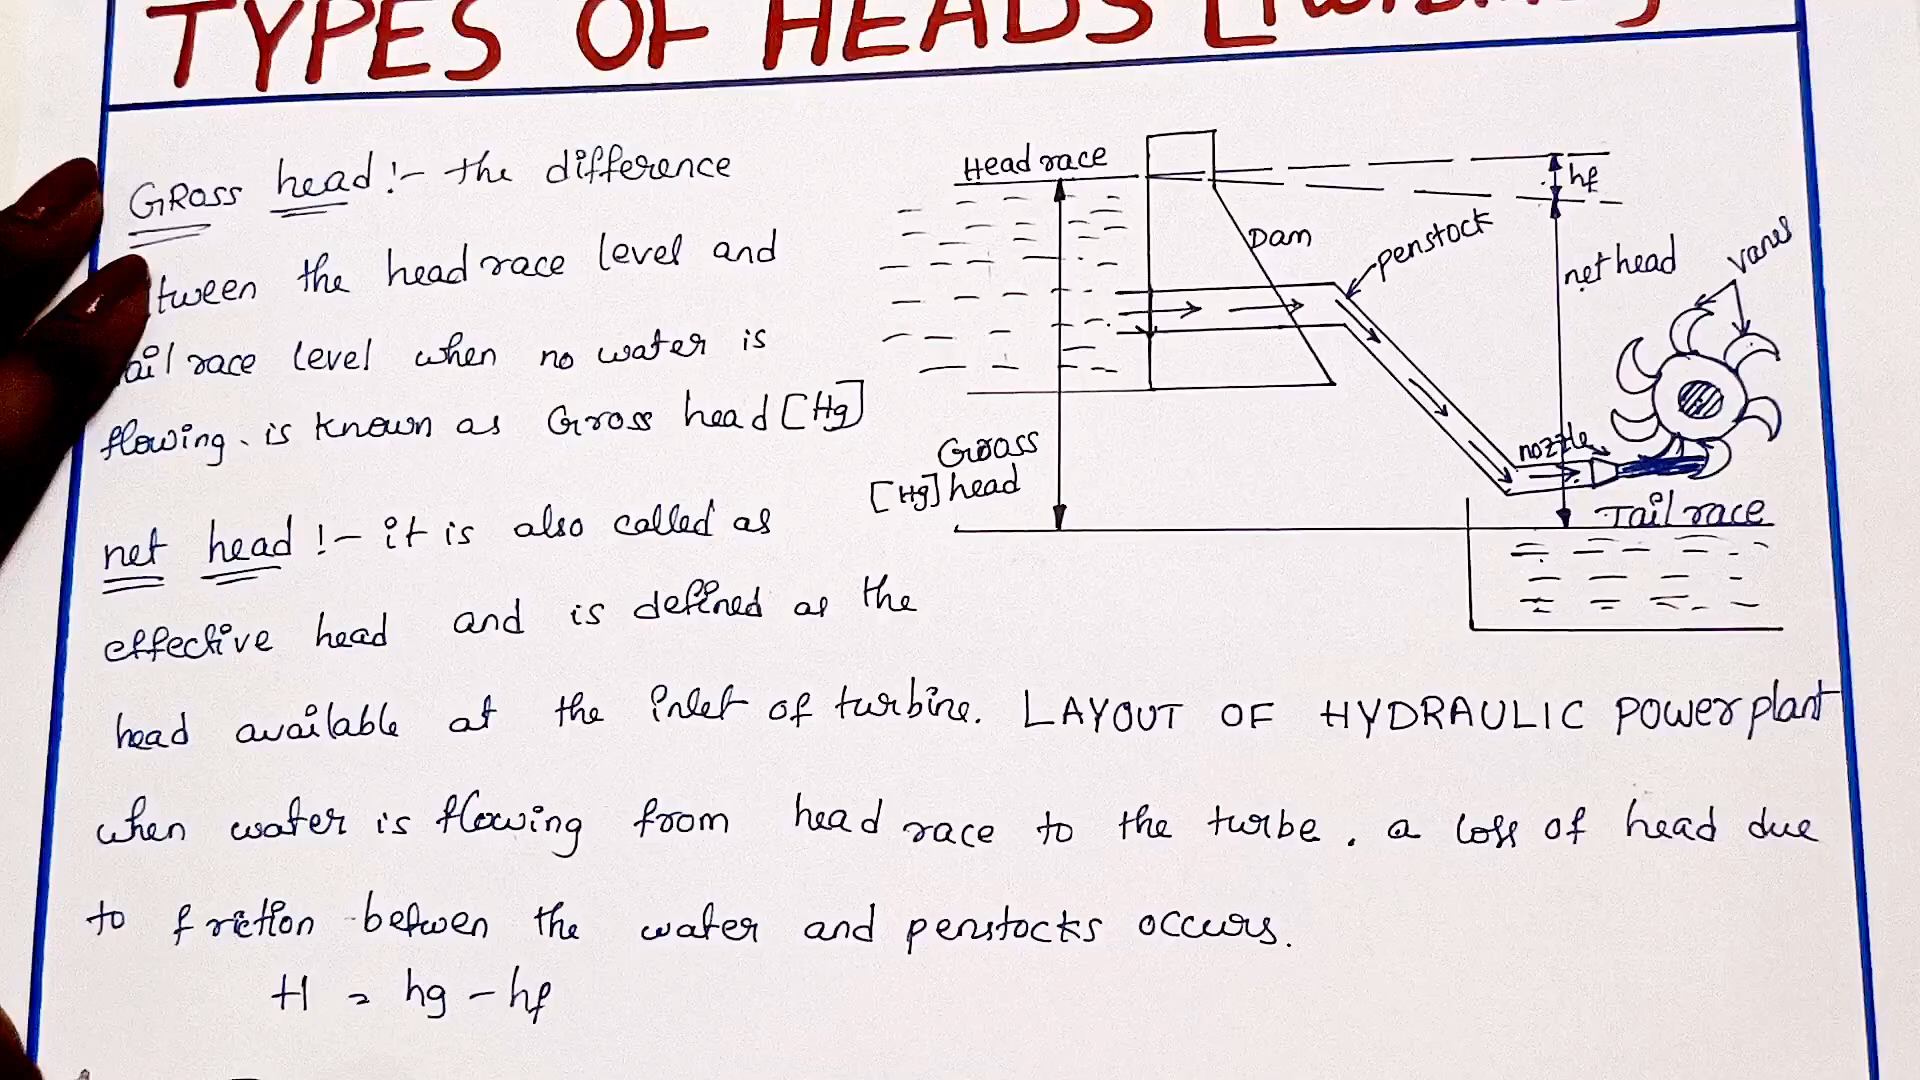 TYPES OF HEADS [
GROSS head :- the difference
tween the head race level and
ail race level when no water is
flowing. is known as Gross head [Hg]
net head :- it is also called as
effective head and is defined as the
head available at the inlet of turbine.
when water is flowing from head race to the turbe. a loss of head due
to friction betwen the water and penstocks occurs.
H = hg - hf
Head race
hf
Dam
penstock
net head
vanes
nozzle
Gross
[Hg] head
Tail race
LAYOUT OF HYDRAULIC Power plant